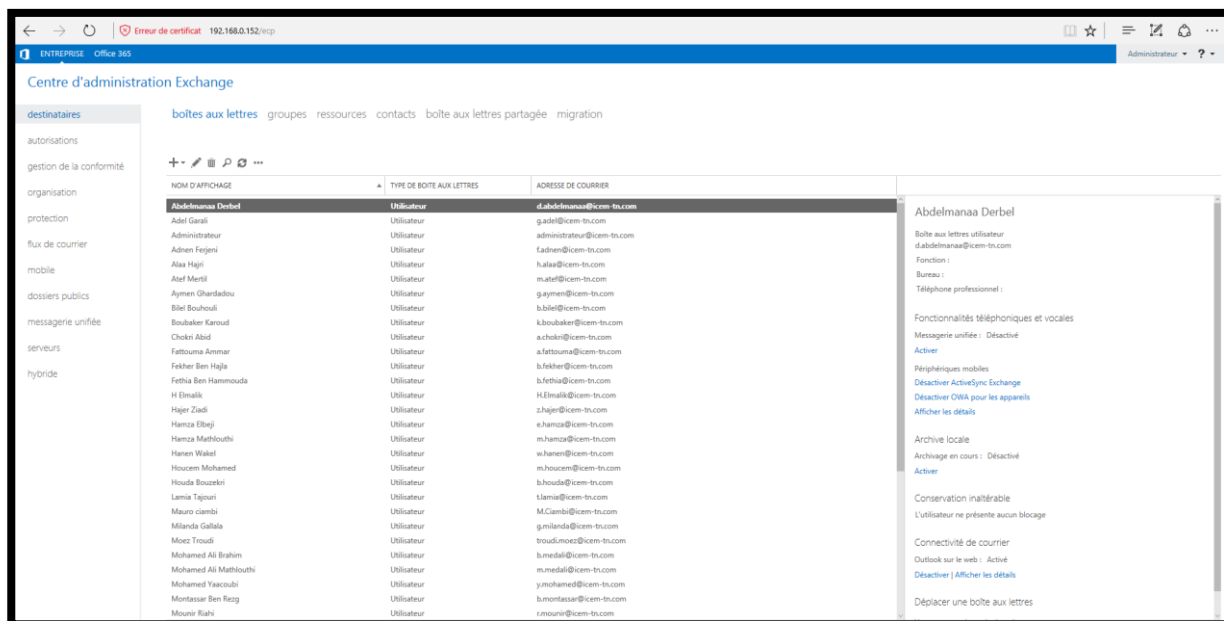 Erreur de certificat 192.168.0.152/ecp
ENTREPRISE Office 365 Administrateur ?
Centre d'administration Exchange
destinataires
autorisations
gestion de la conformité
organisation
protection
flux de courrier
mobile
dossiers publics
messagerie unifiée
serveurs
hybride
boîtes aux lettres groupes ressources contacts boîte aux lettres partagée migration
NOM D'AFFICHAGE TYPE DE BOITE AUX LETTRES ADRESSE DE COURRIER
Abdelmanaa Derbel Utilisateur d.abdelmanaa@icem-tn.com
Adel Garali Utilisateur g.adel@icem-tn.com
Administrateur Utilisateur administrateur@icem-tn.com
Adnen Ferjeni Utilisateur f.adnen@icem-tn.com
Alaa Hajri Utilisateur h.alaa@icem-tn.com
Atef Mertil Utilisateur m.atef@icem-tn.com
Aymen Ghardadou Utilisateur g.aymen@icem-tn.com
Bilel Bouhouli Utilisateur b.bilel@icem-tn.com
Boubaker Karoud Utilisateur k.boubaker@icem-tn.com
Chokri Abid Utilisateur a.chokri@icem-tn.com
Fattouma Ammar Utilisateur a.fattouma@icem-tn.com
Fekher Ben Hajla Utilisateur b.fekher@icem-tn.com
Fethia Ben Hammouda Utilisateur b.fethia@icem-tn.com
H Elmalik Utilisateur H.Elmalik@icem-tn.com
Hajer Ziadi Utilisateur z.hajer@icem-tn.com
Hamza Elbeji Utilisateur e.hamza@icem-tn.com
Hamza Mathlouthi Utilisateur m.hamza@icem-tn.com
Hanen Wakel Utilisateur w.hanen@icem-tn.com
Houcem Mohamed Utilisateur m.houcem@icem-tn.com
Houda Bouzekri Utilisateur b.houda@icem-tn.com
Lamia Tajouri Utilisateur t.lamia@icem-tn.com
Mauro ciambi Utilisateur M.Ciambi@icem-tn.com
Milanda Gallala Utilisateur g.milanda@icem-tn.com
Moez Troudi Utilisateur troudi.moez@icem-tn.com
Mohamed Ali Brahim Utilisateur b.medali@icem-tn.com
Mohamed Ali Mathlouthi Utilisateur m.medali@icem-tn.com
Mohamed Yaacoubi Utilisateur y.mohamed@icem-tn.com
Montassar Ben Rezg Utilisateur b.montassar@icem-tn.com
Mounir Riahi Utilisateur r.mounir@icem-tn.com
Abdelmanaa Derbel
Boîte aux lettres utilisateur
d.abdelmanaa@icem-tn.com
Fonction :
Bureau :
Téléphone professionnel :
Fonctionnalités téléphoniques et vocales
Messagerie unifiée : Désactivé
Activer
Périphériques mobiles
Désactiver ActiveSync Exchange
Désactiver OWA pour les appareils
Afficher les détails
Archive locale
Archivage en cours : Désactivé
Activer
Conservation inaltérable
L'utilisateur ne présente aucun blocage
Connectivité de courrier
Outlook sur le web : Activé
Désactiver | Afficher les détails
Déplacer une boîte aux lettres